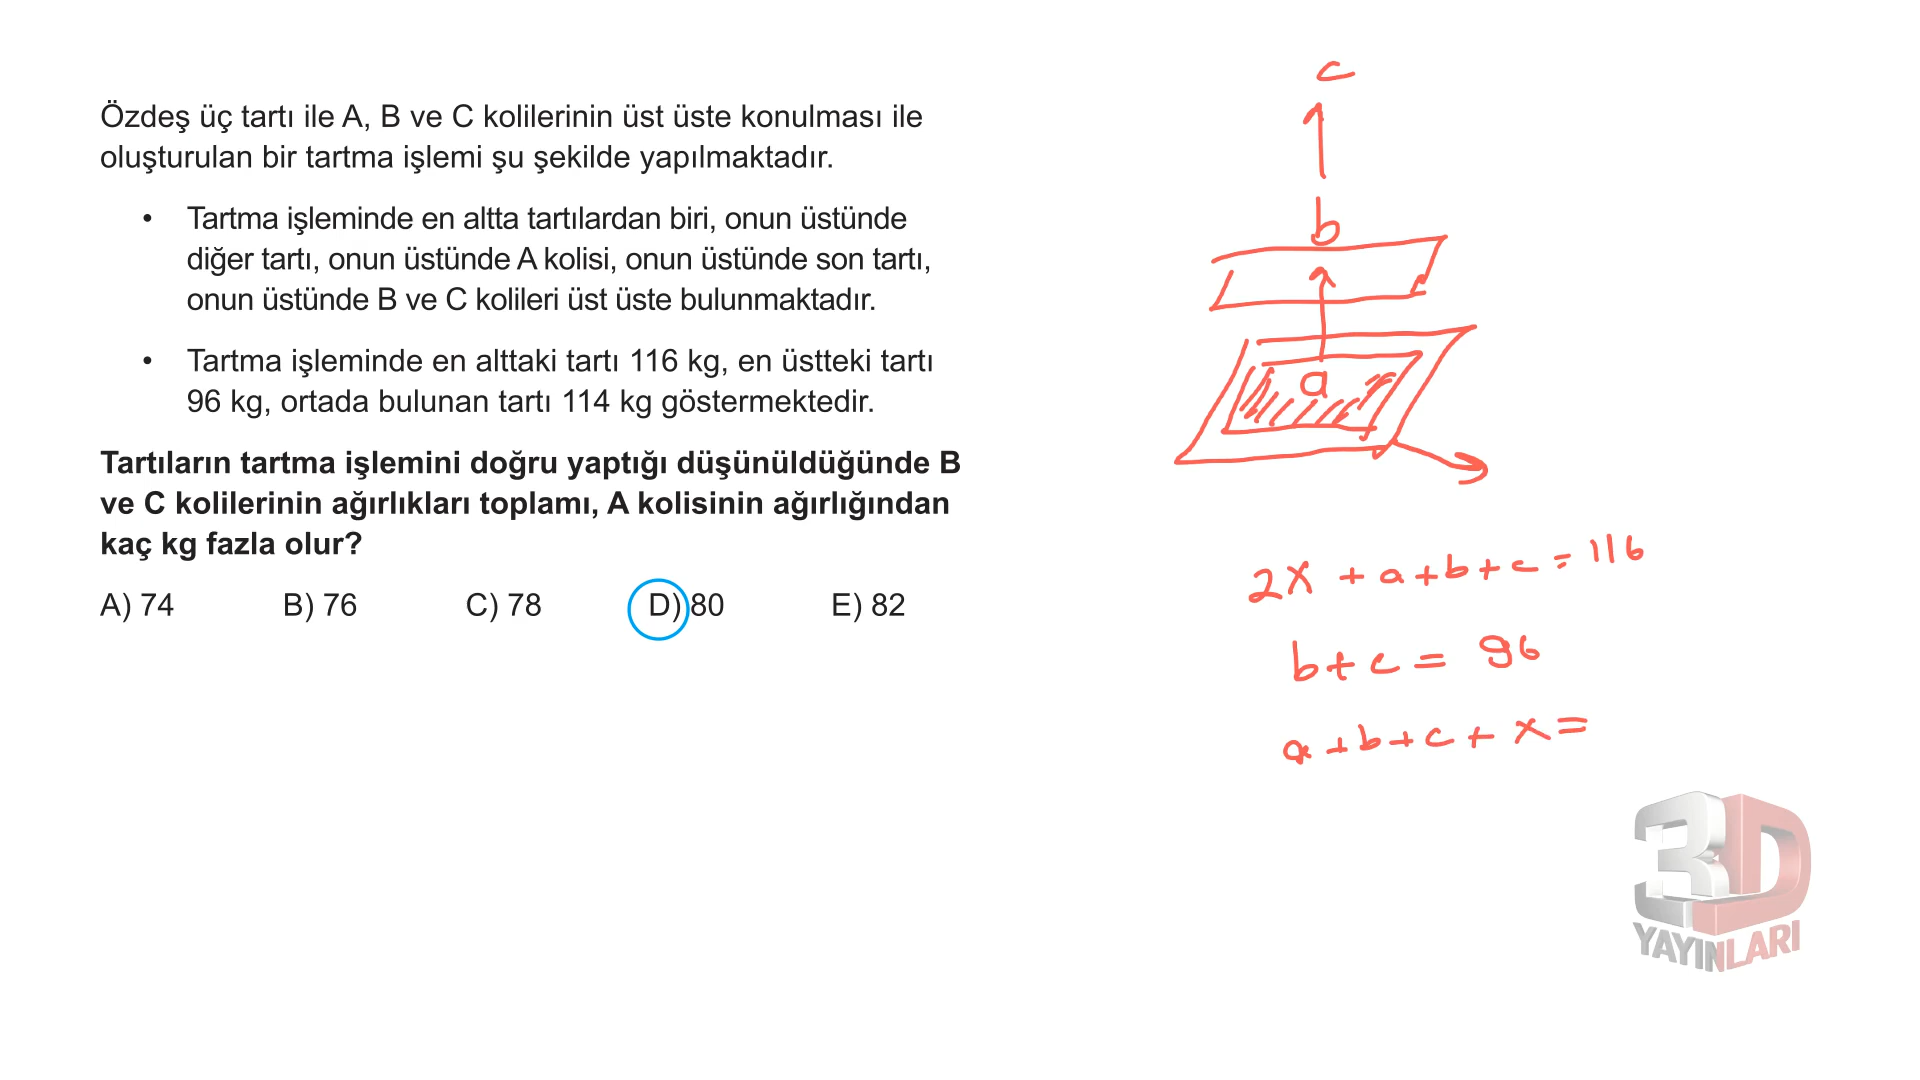 Özdeş üç tartı ile A, B ve C kolilerinin üst üste konulması ile
oluşturulan bir tartma işlemi şu şekilde yapılmaktadır.
• Tartma işleminde en altta tartılardan biri, onun üstünde
diğer tartı, onun üstünde A kolisi, onun üstünde son tartı,
onun üstünde B ve C kolileri üst üste bulunmaktadır.
• Tartma işleminde en alttaki tartı 116 kg, en üstteki tartı
96 kg, ortada bulunan tartı 114 kg göstermektedir.
Tartıların tartma işlemini doğru yaptığı düşünüldüğünde B
ve C kolilerinin ağırlıkları toplamı, A kolisinin ağırlığından
kaç kg fazla olur?
A) 74 B) 76 C) 78 D) 80 E) 82
c
b
a
2x + a + b + c = 116
b + c = 96
a + b + c + x =
3D
YAYINLARI